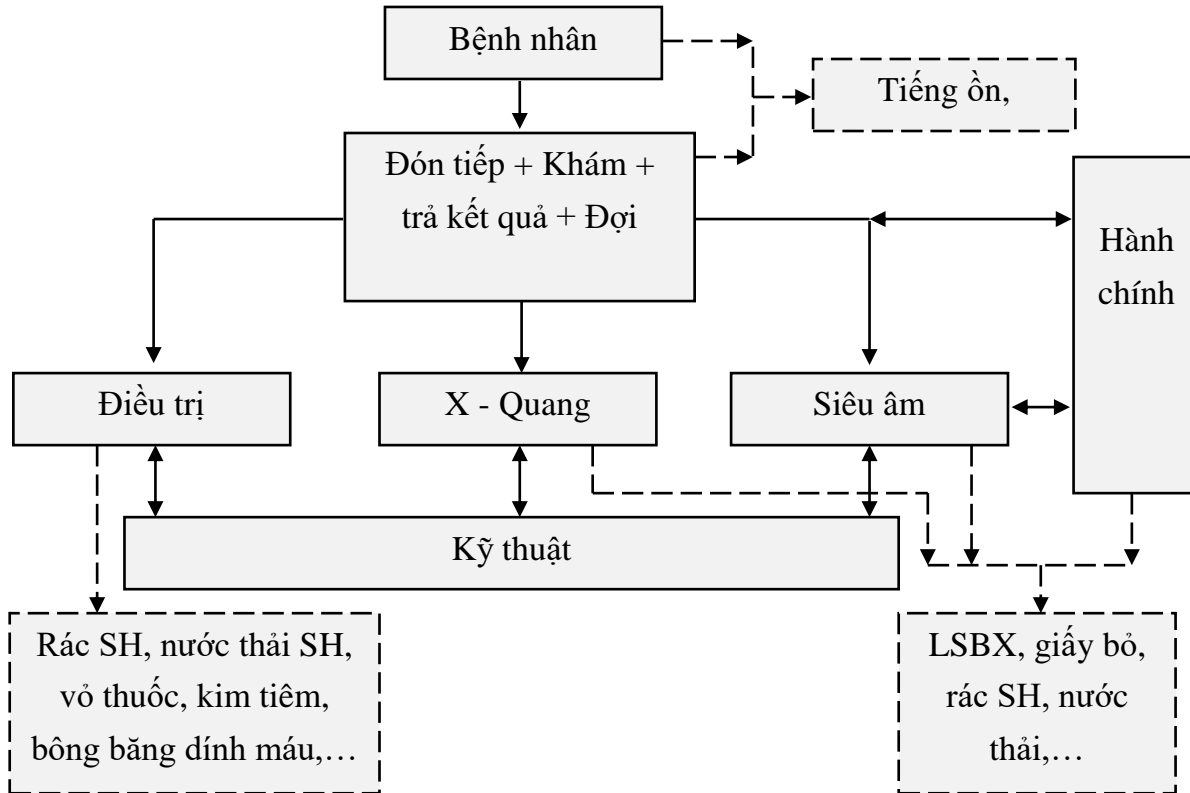 Bệnh nhân
Tiếng ồn,
Đón tiếp + Khám +
trả kết quả + Đợi
Hành
chính
Điều trị
X - Quang
Siêu âm
Kỹ thuật
Rác SH, nước thải SH,
vỏ thuốc, kim tiêm,
bông băng dính máu,…
LSBX, giấy bỏ,
rác SH, nước
thải,…